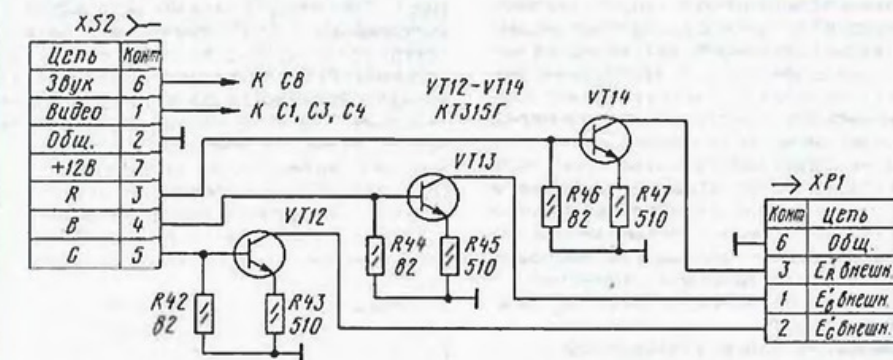 XS2
Цепь Конт
Звук 6
Видео
Общ. 2
+12В 7
R 3
B 4
G 5
К С8
К С1, С3, С4
VT12-VT14
КТ315Г
VT14
VT13
VT12
R46
82
R47
510
R44
82
R45
510
R42
82
R43
510
XP1
Конт Цепь
6 Общ.
3 E'R внешн.
1 E'B внешн.
2 E'G внешн.